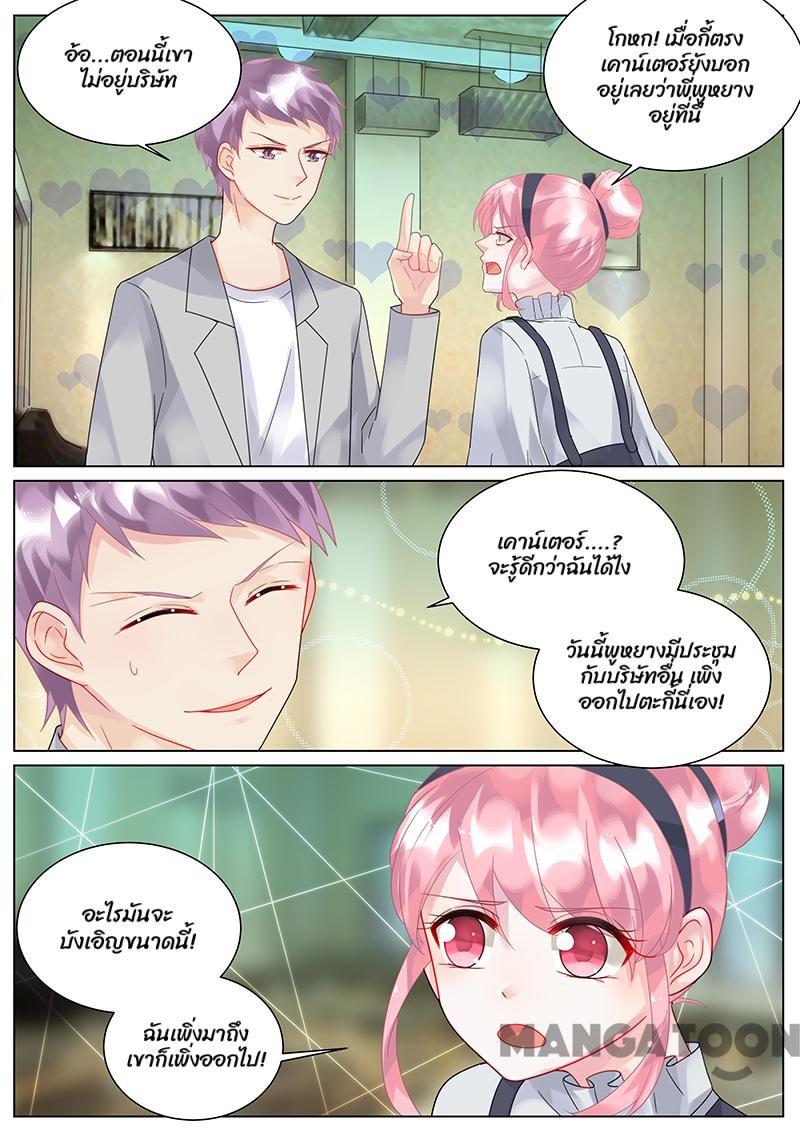 อ้อ...ตอนนี้เขา
ไม่อยู่บริษัท
โกหก! เมื่อกี้ตรง
เคาน์เตอร์ยังบอก
อยู่เลยว่าพี่พูหยาง
อยู่ที่นี่
เคาน์เตอร์....?
จะรู้ดีกว่าฉันได้ไง
วันนี้พูหยางมีประชุม
กับบริษัทอื่น เพิ่ง
ออกไปตะกี้นี่เอง!
อะไรมันจะ
บังเอิญขนาดนี้!
ฉันเพิ่งมาถึง
เขาก็เพิ่งออกไป!
MANGATOON